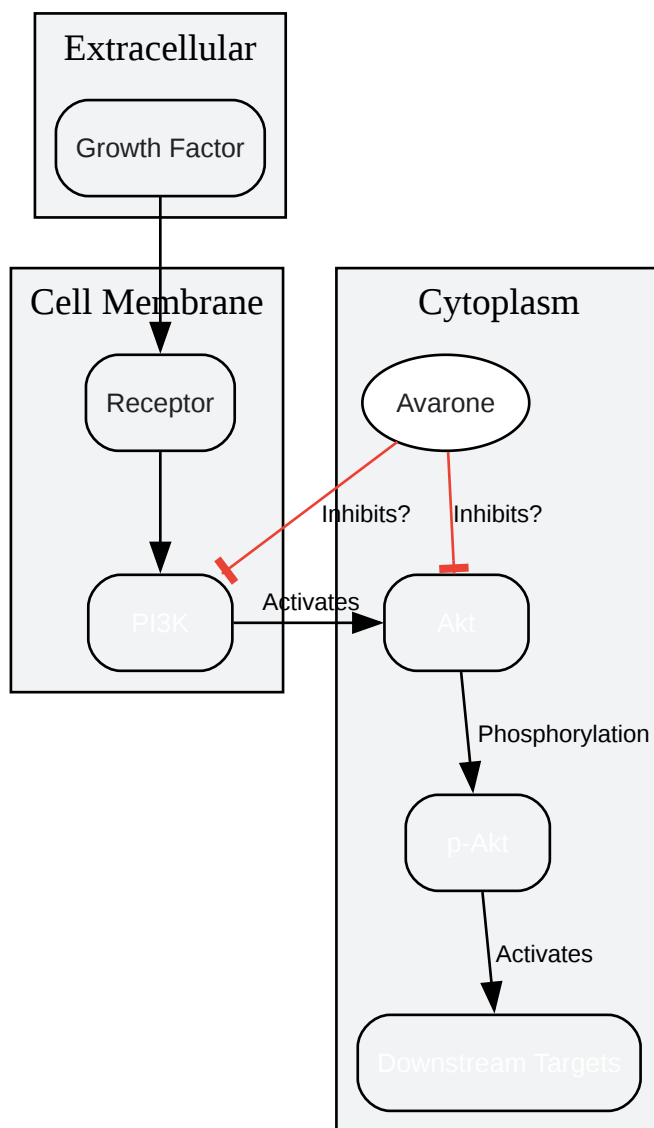 Extracellular
Growth Factor
Cell Membrane
Cytoplasm
Receptor
Avarone
Inhibits?
Inhibits?
PI3K
Activates
Akt
Phosphorylation
p-Akt
Activates
Downstream Targets